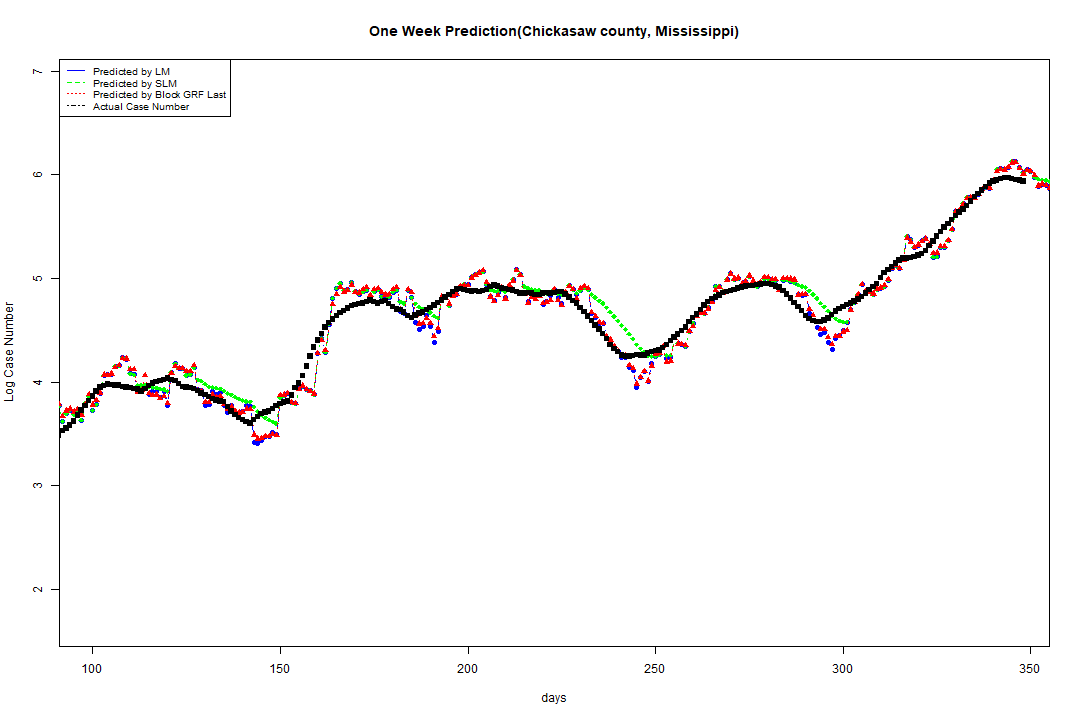 One Week Prediction(Chickasaw county, Mississippi)
Predicted by LM
Predicted by SLM
Predicted by Block GRF Last
Actual Case Number
7
6
5
4
3
2
Log Case Number
100 150 200 250 300 350
days